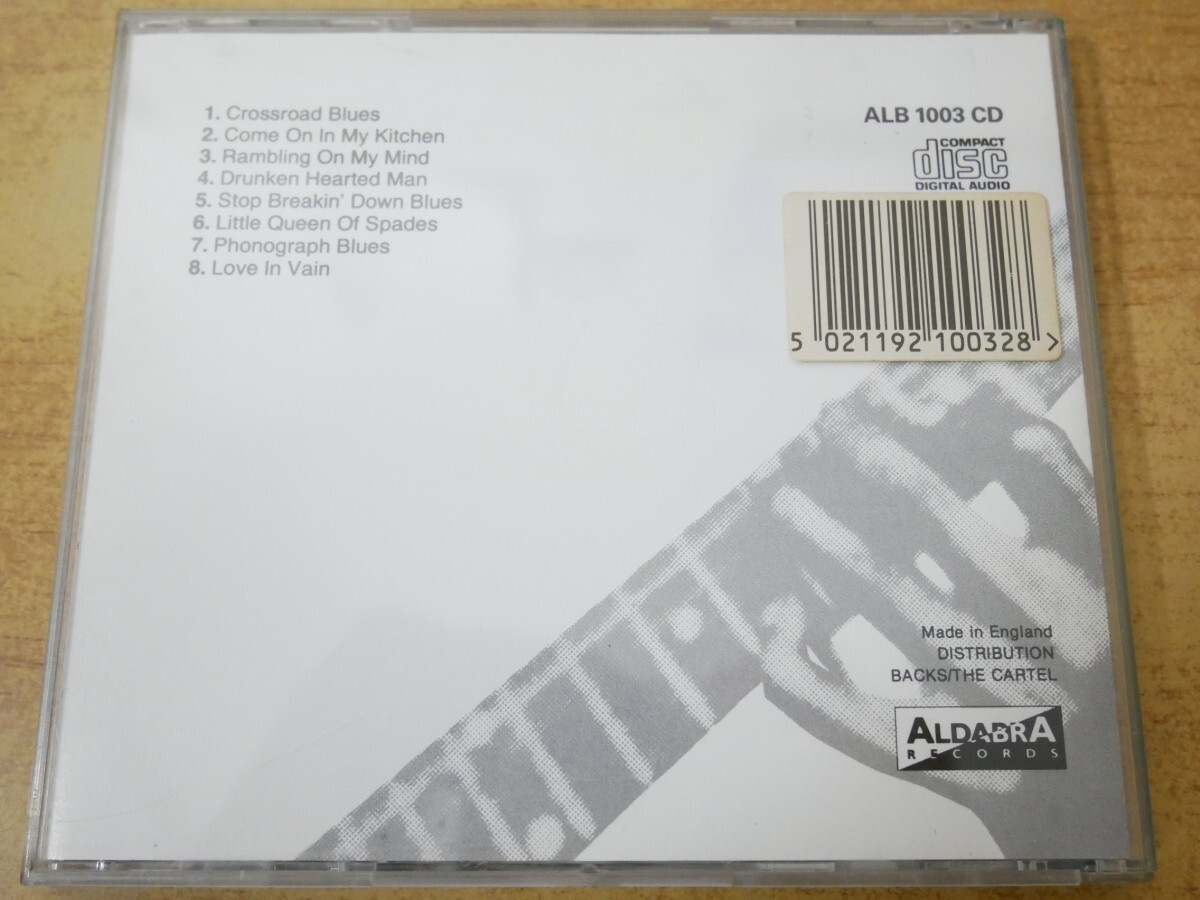 1. Crossroad Blues
2. Come On In My Kitchen
3. Rambling On My Mind
4. Drunken Hearted Man
5. Stop Breakin' Down Blues
6. Little Queen Of Spades
7. Phonograph Blues
8. Love In Vain
ALB 1003 CD
COMPACT
disc
DIGITAL AUDIO
5 021192 100328 >
Made in England
DISTRIBUTION
BACKS/THE CARTEL
ALDABRA
RECORDS